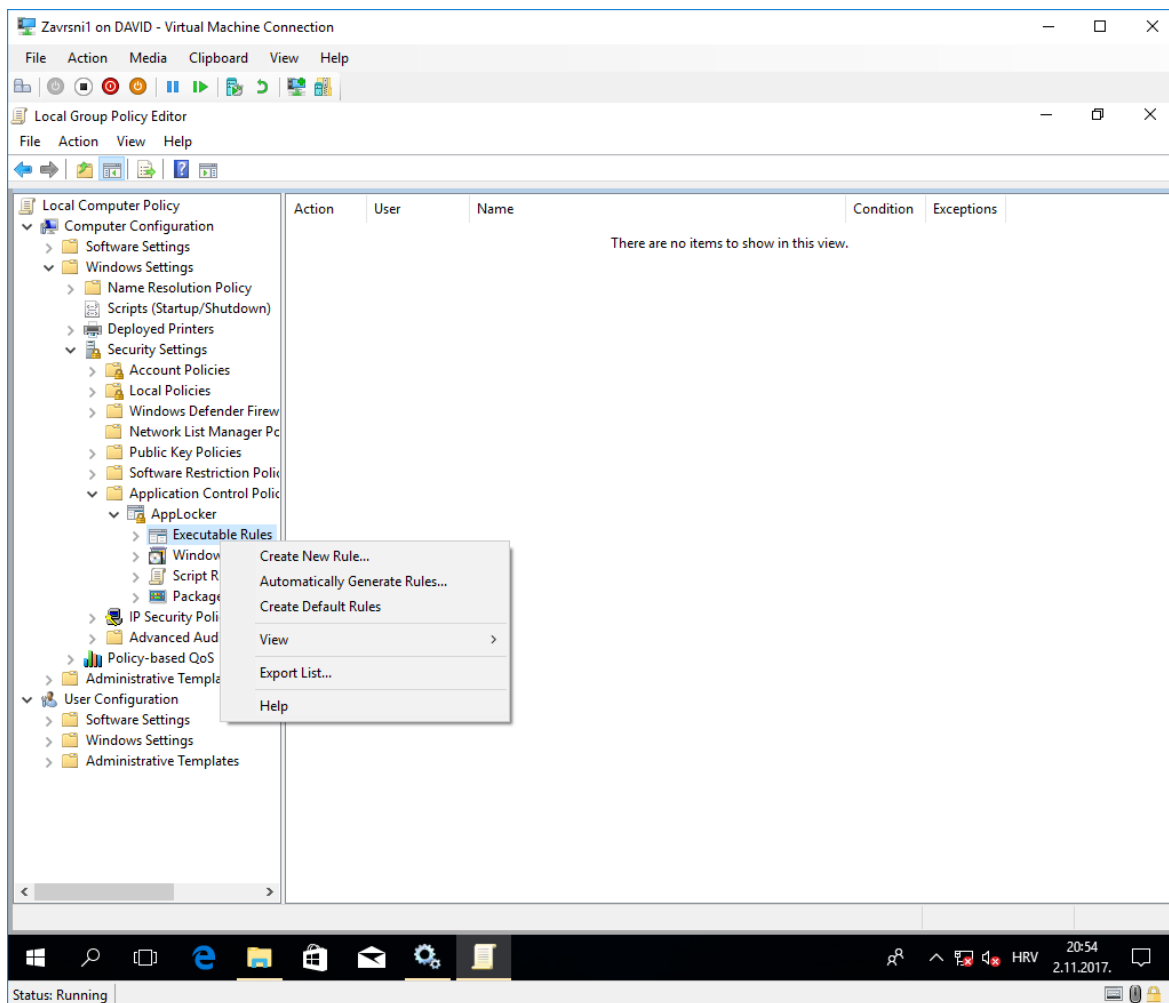 Zavrsni1 on DAVID - Virtual Machine Connection
File Action Media Clipboard View Help
Local Group Policy Editor
File Action View Help
Local Computer Policy
Computer Configuration
Software Settings
Windows Settings
Name Resolution Policy
Scripts (Startup/Shutdown)
Deployed Printers
Security Settings
Account Policies
Local Policies
Windows Defender Firew
Network List Manager Pc
Public Key Policies
Software Restriction Polic
Application Control Polic
AppLocker
Executable Rules
Window
Script R
Package
IP Security Poli
Advanced Aud
Policy-based QoS
Administrative Templa
User Configuration
Software Settings
Windows Settings
Administrative Templates
Action User Name Condition Exceptions
There are no items to show in this view.
Create New Rule...
Automatically Generate Rules...
Create Default Rules
View
Export List...
Help
HRV
20:54
2.11.2017.
Status: Running